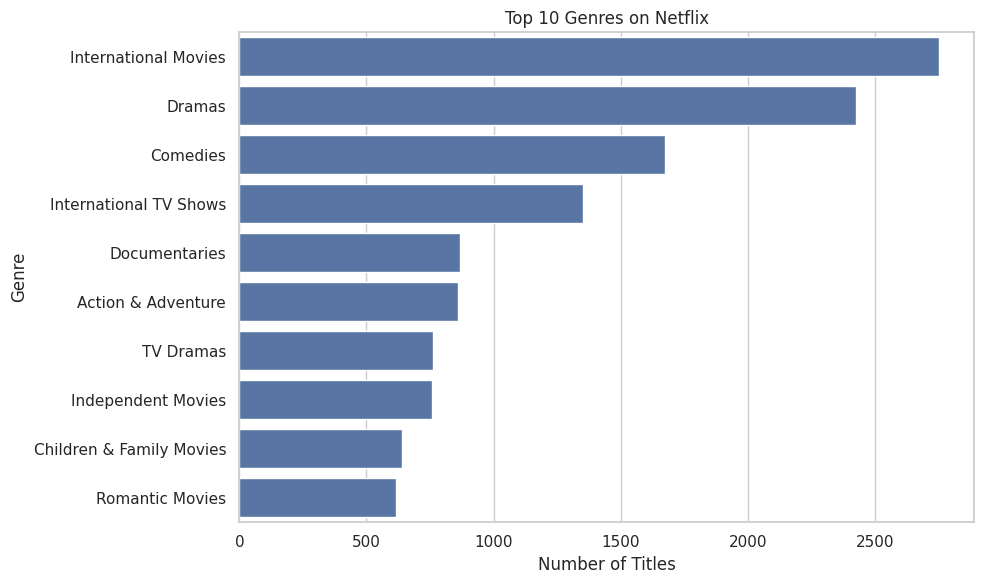 Top 10 Genres on Netflix
Genre
International Movies
Dramas
Comedies
International TV Shows
Documentaries
Action & Adventure
TV Dramas
Independent Movies
Children & Family Movies
Romantic Movies
0 500 1000 1500 2000 2500
Number of Titles